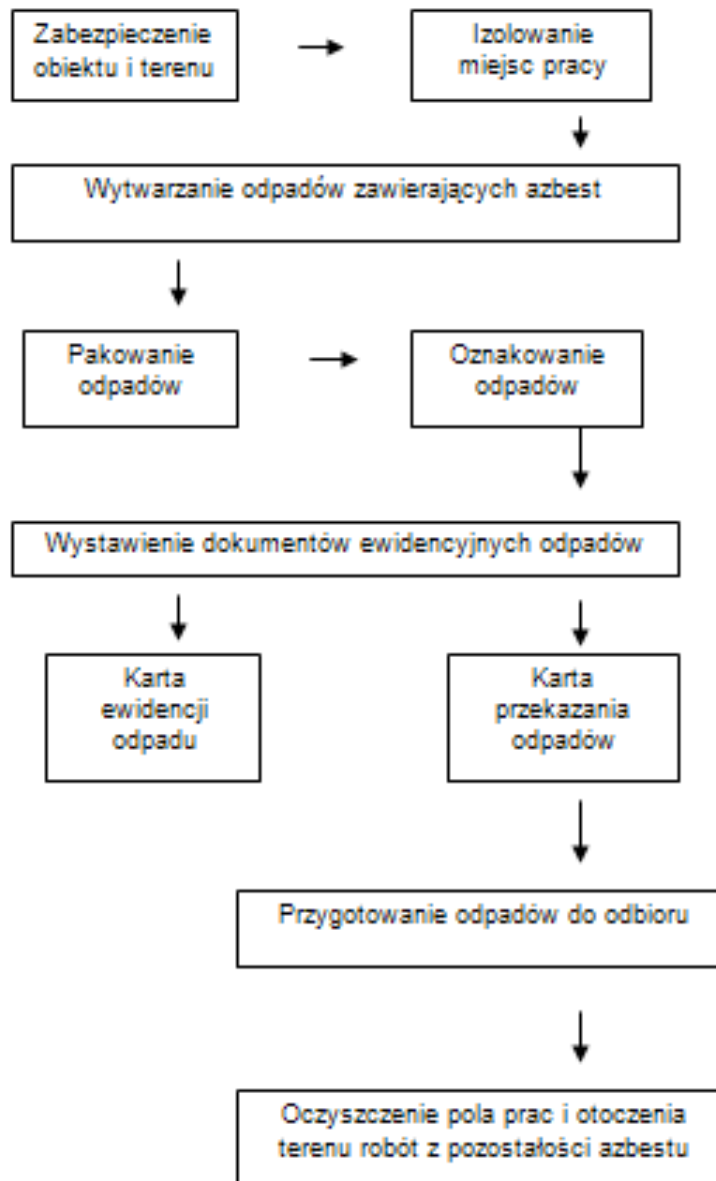 Zabezpieczenie
obiektu i terenu
Izolowanie
miejsc pracy
Wytwarzanie odpadów zawierających azbest
Pakowanie
odpadów
Oznakowanie
odpadów
Wystawienie dokumentów ewidencyjnych odpadów
Karta
ewidencji
odpadu
Karta
przekazania
odpadów
Przygotowanie odpadów do odbioru
Oczyszczenie pola prac i otoczenia
terenu robót z pozostałości azbestu